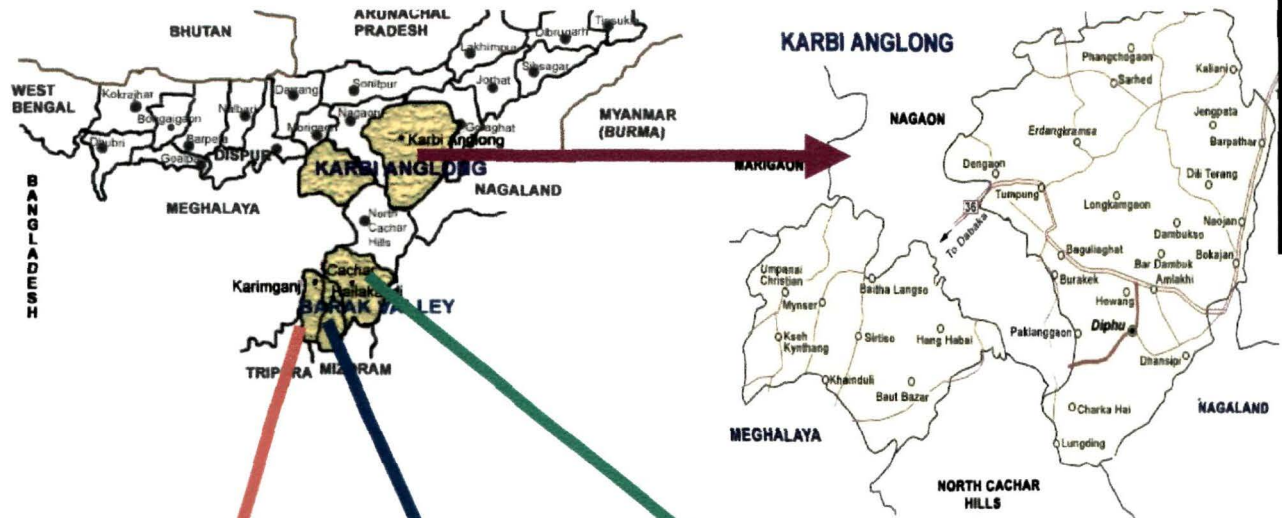 ARUNACHAL
PRADESH
BHUTAN
Tinsukia
Dibrugarh
Lakhimpur
Sibsagar
Jorhat
Sonitpur
Darrang
WEST
BENGAL
Kokrajhar
Bongaigaon
Nalbari
Barpeta
Dhubri
Goalpara
DISPUR
Morigaon
Nagaon
Golaghat
Karbi Anglong
KARBI ANGLONG
MYANMAR
(BURMA)
NAGALAND
MEGHALAYA
BANGLADESH
North
Cachar
Hills
Cachar
Karimganj
BARAK VALLEY
TRIPURA
MIZORAM
KARBI ANGLONG
NAGAON
MARIGAON
Phangchogaon
Sarhed
Kaliani
Jengpata
Barpathar
Erdangkramsa
Dengaon
Dili Terang
Tumpung
Longkamgaon
36
To Dabaka
Dambukso
Naojan
Baguliaghat
Bar Dambuk
Bokajan
Burakek
Amlakhi
Hewang
Diphu
Paklanggaon
Dhansipi
Umpanai
Christian
Mynser
Baitha Langso
Kseh
Kynthang
Sirtiso
Hang Habai
Khanduli
Baut Bazar
Charka Hai
Lungding
MEGHALAYA
NAGALAND
NORTH CACHAR
HILLS